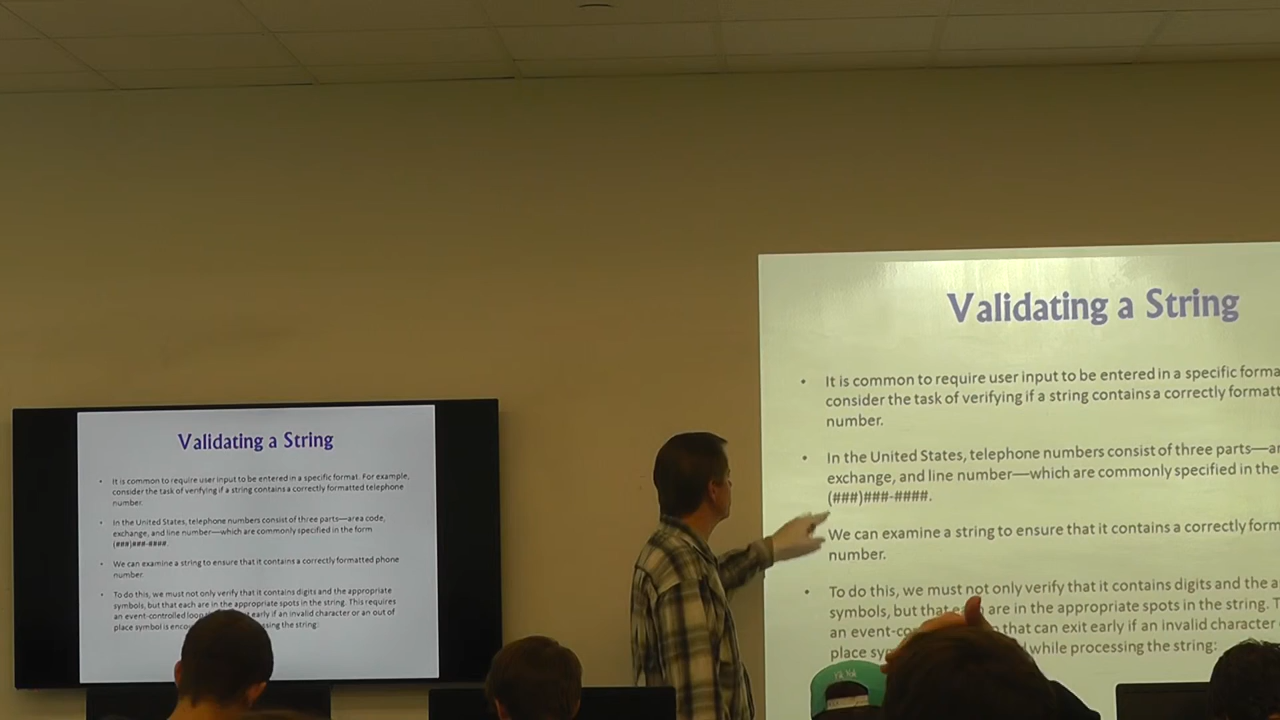 Validating a String
• It is common to require user input to be entered in a specific format. For example,
consider the task of verifying if a string contains a correctly formatted telephone
number.
• In the United States, telephone numbers consist of three parts—area code,
exchange, and line number—which are commonly specified in the form
(###)###-####.
• We can examine a string to ensure that it contains a correctly formatted phone
number.
• To do this, we must not only verify that it contains digits and the appropriate
symbols, but that each are in the appropriate spots in the string. This requires
an event-controlled loop early if an invalid character or an out of
place symbol is sing the string:
Validating a String
• It is common to require user input to be entered in a specific forma
consider the task of verifying if a string contains a correctly formatt
number.
• In the United States, telephone numbers consist of three parts—ar
exchange, and line number—which are commonly specified in the
(###)###-####.
We can examine a string to ensure that it contains a correctly form
number.
• To do this, we must not only verify that it contains digits and the a
symbols, but that are in the appropriate spots in the string. T
an event-co that can exit early if an invalid character
place sy while processing the string: